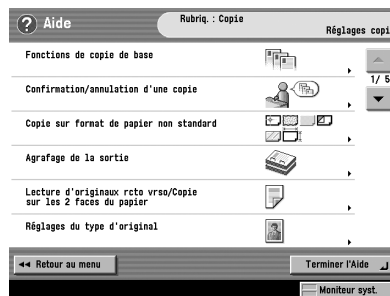 ? Aide
Rubriq. : Copie
Réglages copi
Fonctions de copie de base
1/ 5
Confirmation/annulation d'une copie
Copie sur format de papier non standard
Agrafage de la sortie
Lecture d'originaux rcto vrso/Copie
sur les 2 faces du papier
Réglages du type d'original
Retour au menu
Terminer l'Aide
Moniteur syst.